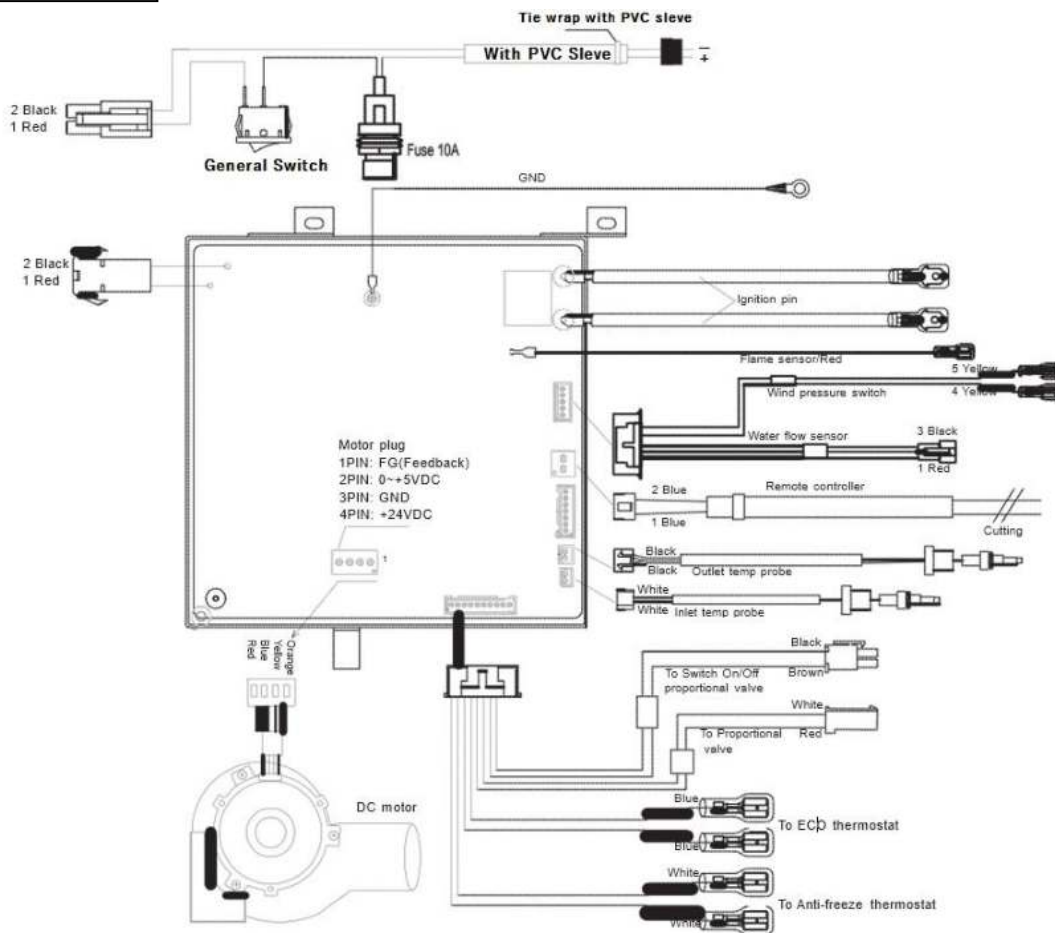 Tie wrap with PVC sleve
With PVC Sleve
−
+
2 Black
1 Red
General Switch
Fuse 10A
GND
2 Black
1 Red
Ignition pin
Flame sensor/Red
5 Yellow
Wind pressure switch
4 Yellow
3 Black
Water flow sensor
1 Red
Motor plug
1PIN: FG(Feedback)
2PIN: 0~+5VDC
3PIN: GND
4PIN: +24VDC
1
2 Blue
Remote controller
1 Blue
Cutting
Black
Black
Outlet temp probe
White
White
Inlet temp probe
Orange
Yellow
Blue
Red
Black
To Switch On/Off
Brown
proportional valve
White
To Proportional
Red
valve
DC motor
Blue
To ECO thermostat
Blue
White
To Anti-freeze thermostat
White